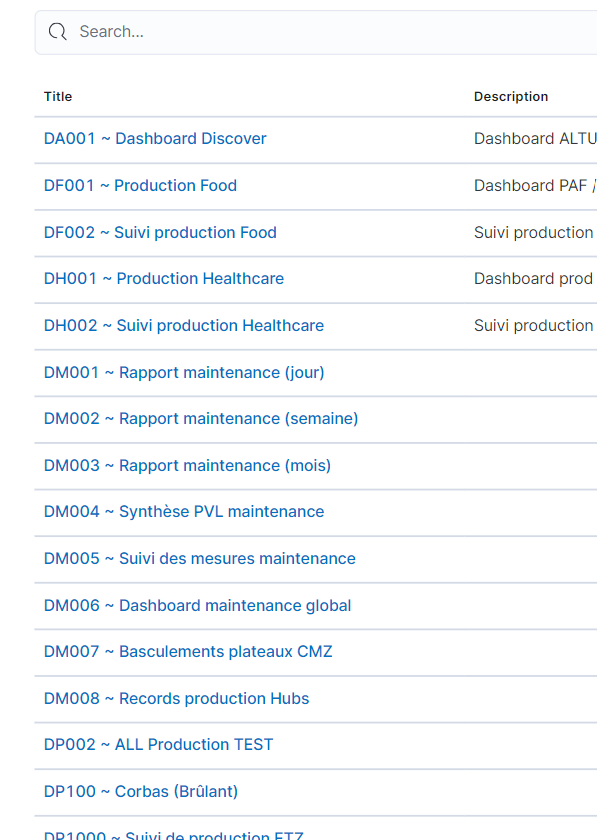 Search...
Title Description
DA001 ~ Dashboard Discover Dashboard ALTU
DF001 ~ Production Food Dashboard PAF /
DF002 ~ Suivi production Food Suivi production
DH001 ~ Production Healthcare Dashboard prod
DH002 ~ Suivi production Healthcare Suivi production
DM001 ~ Rapport maintenance (jour)
DM002 ~ Rapport maintenance (semaine)
DM003 ~ Rapport maintenance (mois)
DM004 ~ Synthèse PVL maintenance
DM005 ~ Suivi des mesures maintenance
DM006 ~ Dashboard maintenance global
DM007 ~ Basculements plateaux CMZ
DM008 ~ Records production Hubs
DP002 ~ ALL Production TEST
DP100 ~ Corbas (Brûlant)
DP1000 ~ Suivi de production ETZ